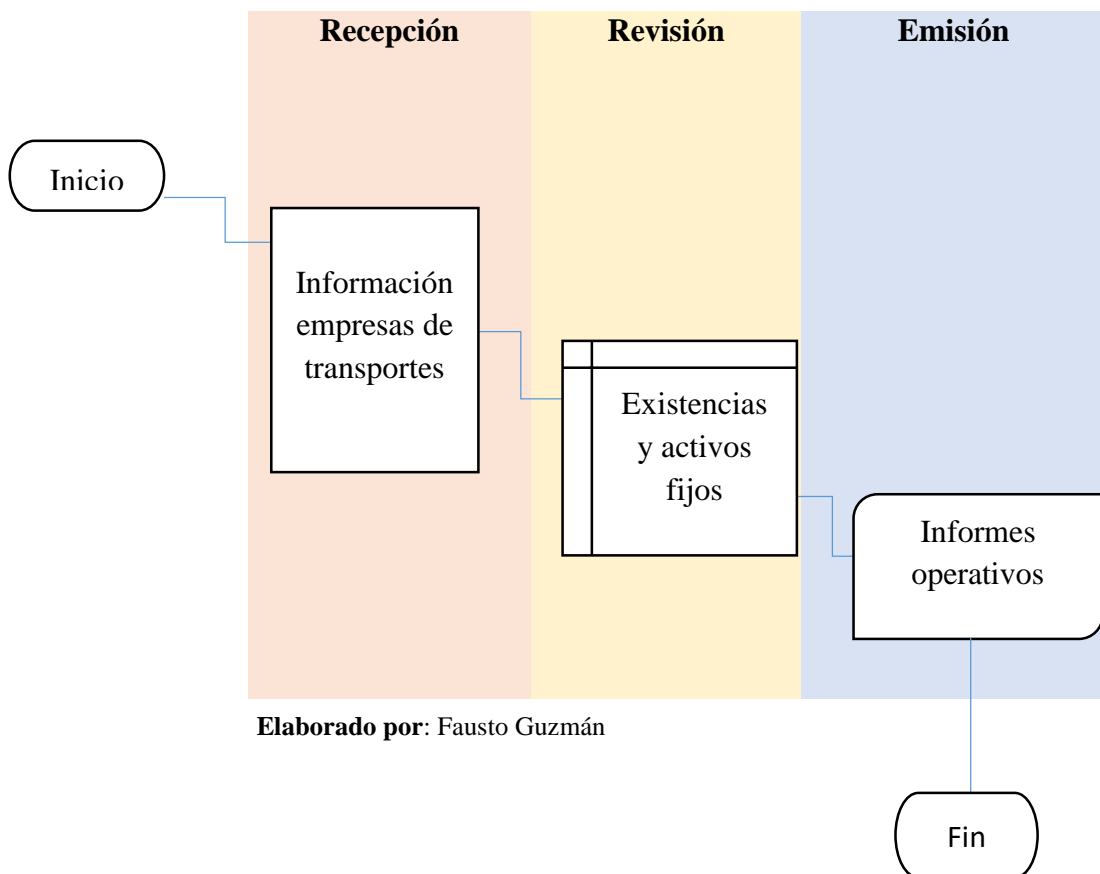 Recepción
Revisión
Emisión
Inicio
Información
empresas de
transportes
Existencias
y activos
fijos
Informes
operativos
Elaborado por: Fausto Guzmán
Fin